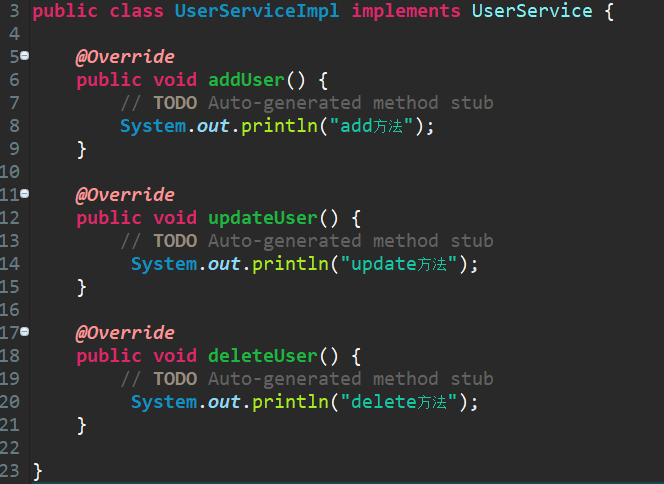 3 public class UserServiceImpl implements UserService {
4
5 @Override
6 public void addUser() {
7 // TODO Auto-generated method stub
8 System.out.println("add方法");
9 }
10
11 @Override
12 public void updateUser() {
13 // TODO Auto-generated method stub
14 System.out.println("update方法");
15 }
16
17 @Override
18 public void deleteUser() {
19 // TODO Auto-generated method stub
20 System.out.println("delete方法");
21 }
22
23 }